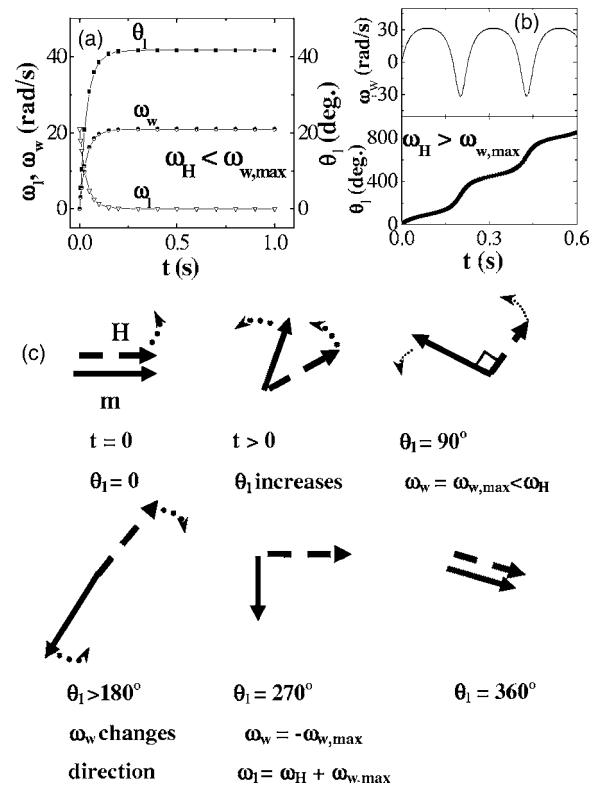 (a)
θl
ωw
ωH < ωw,max
ωl
ωl, ωw (rad/s)
40
20
0
40
20
0
θl (deg.)
0.0 0.5 1.0
t (s)
(b)
ωw (rad/s)
30
0
-30
ωH > ωw,max
θl (deg.)
800
400
0
0.0 0.3 0.6
t (s)
(c)
H
m
t = 0
θl = 0
t > 0
θl increases
θl = 90°
ωw = ωw,max<ωH
θl >180°
ωw changes
direction
θl = 270°
ωw = -ωw,max
ωl = ωH + ωw.max
θl = 360°